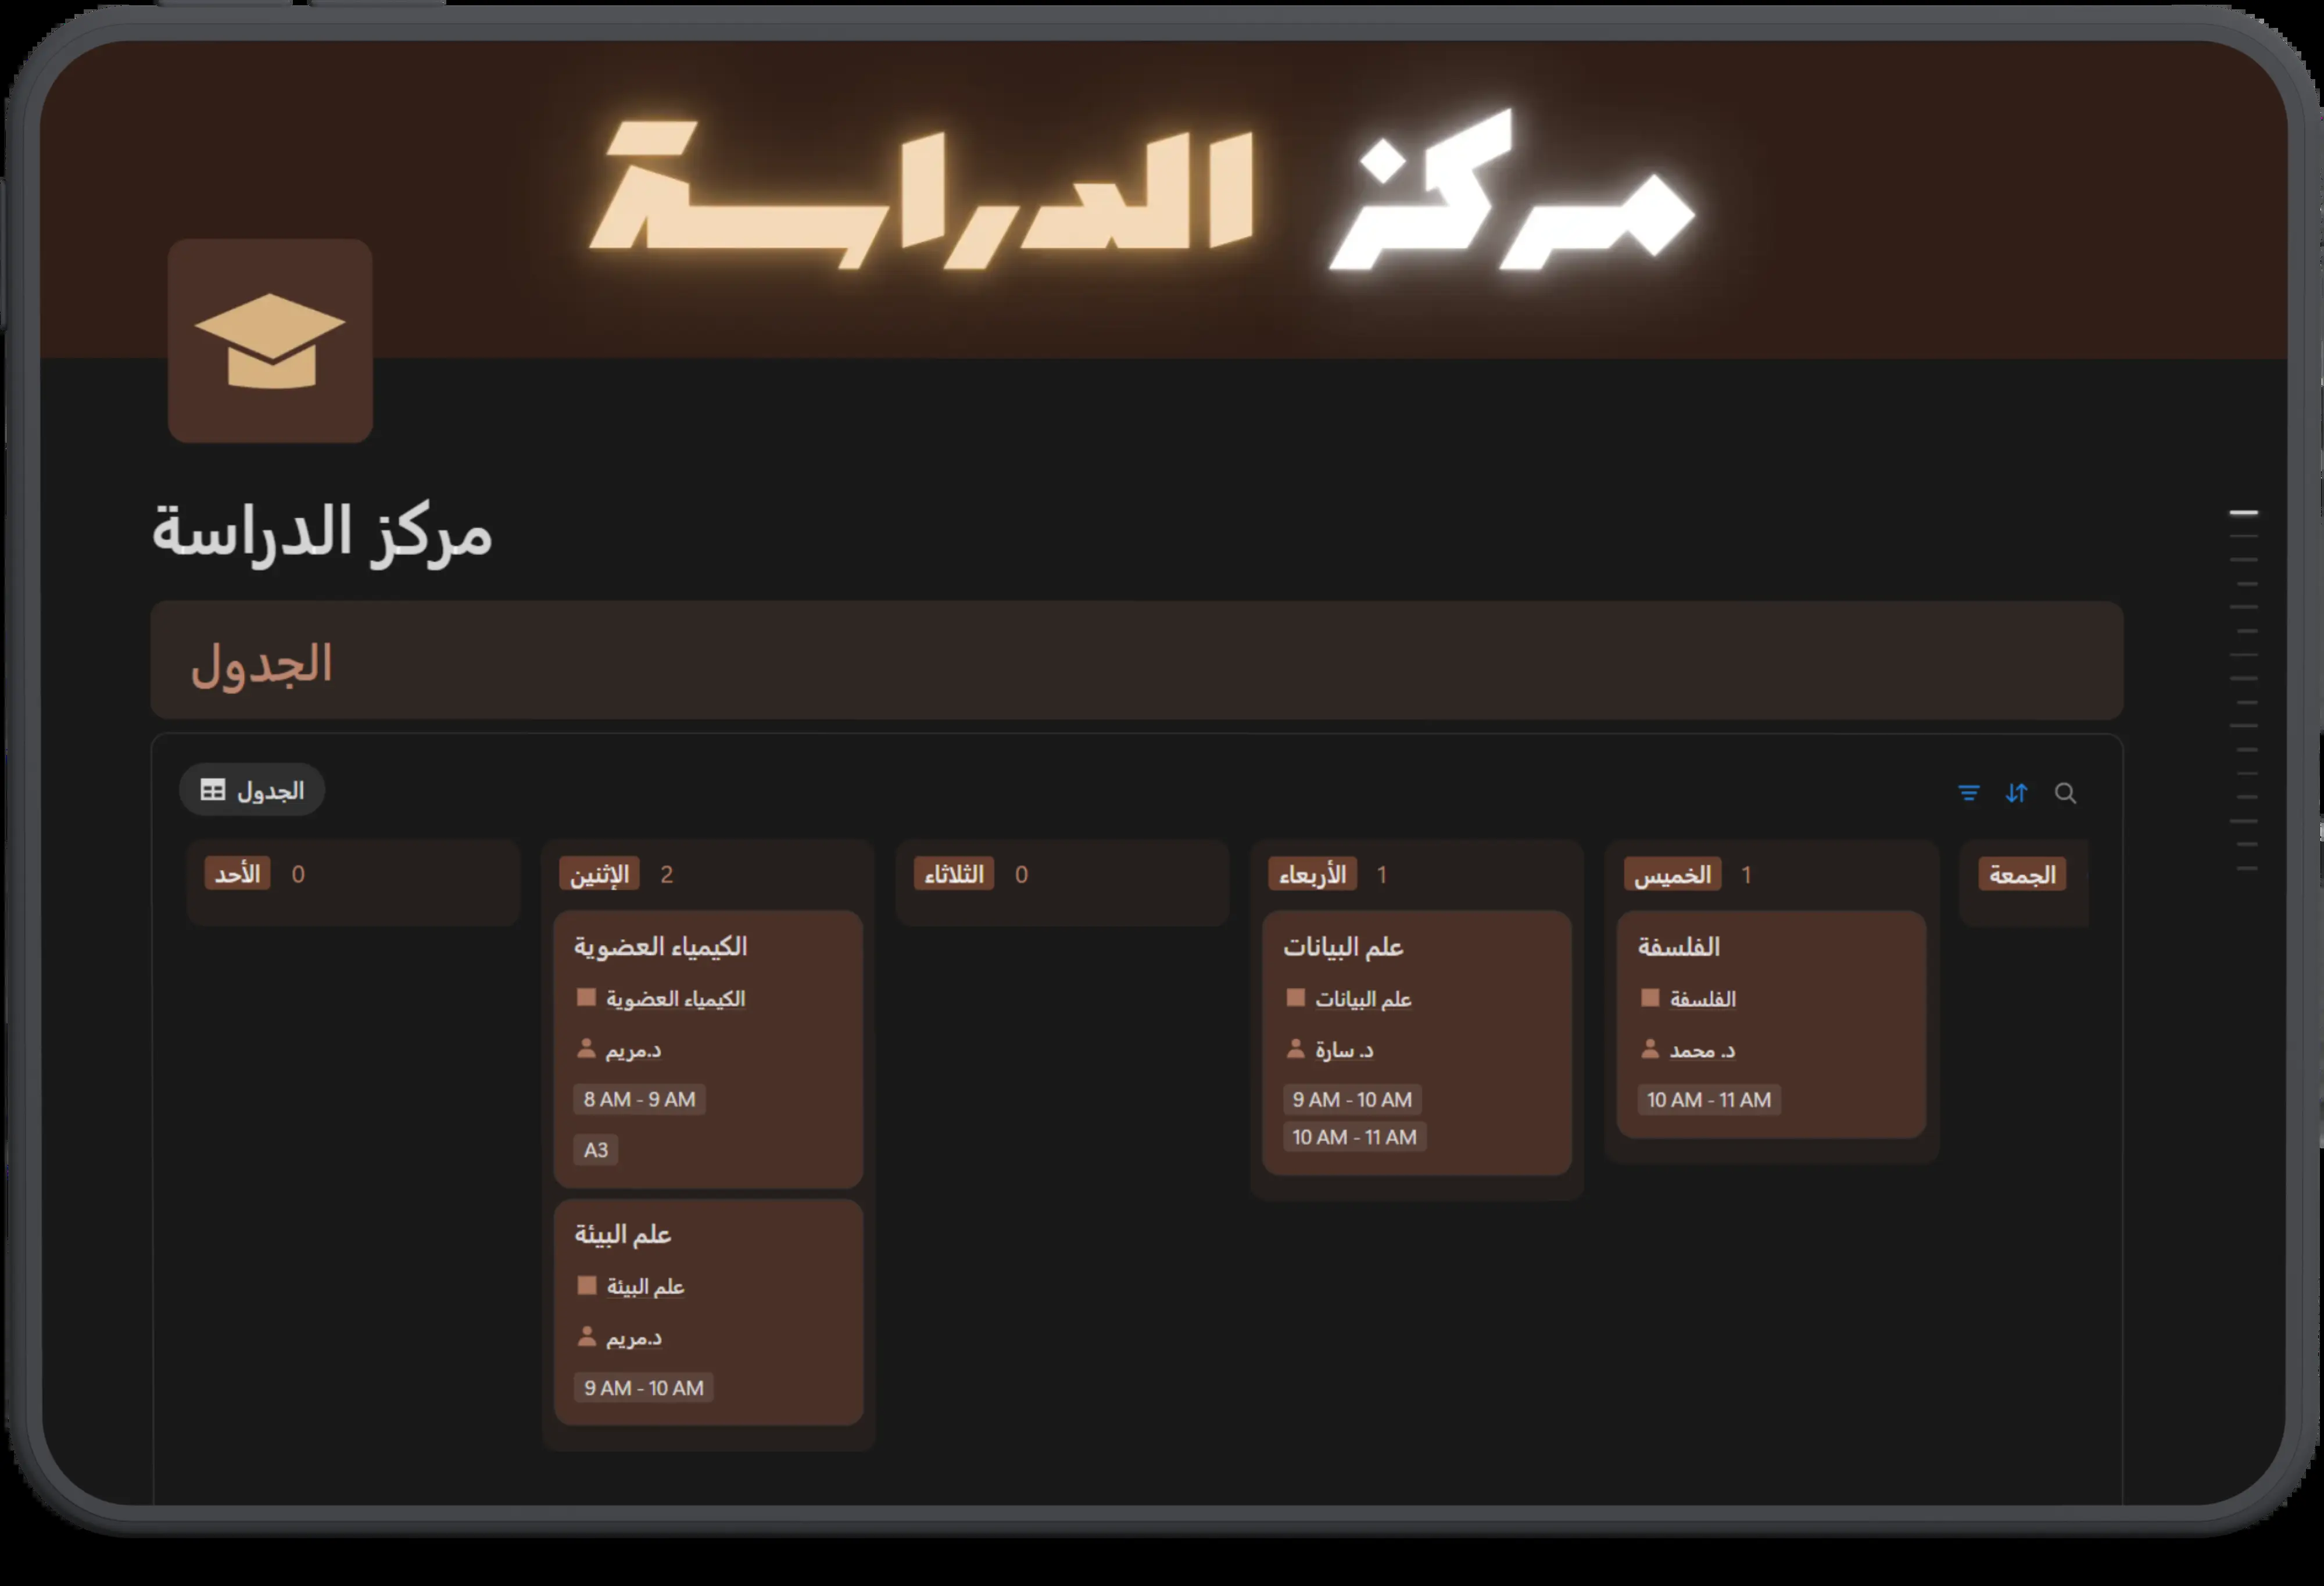 مركز الدراسة
مركز الدراسة
الجدول
الجدول
الأحد 0
الإثنين 2
الكيمياء العضوية
الكيمياء العضوية
د.مريم
8 AM - 9 AM
A3
علم البيئة
علم البيئة
د.مريم
9 AM - 10 AM
الثلاثاء 0
الأربعاء 1
علم البيانات
علم البيانات
د. سارة
9 AM - 10 AM
10 AM - 11 AM
الخميس 1
الفلسفة
الفلسفة
د. محمد
10 AM - 11 AM
الجمعة